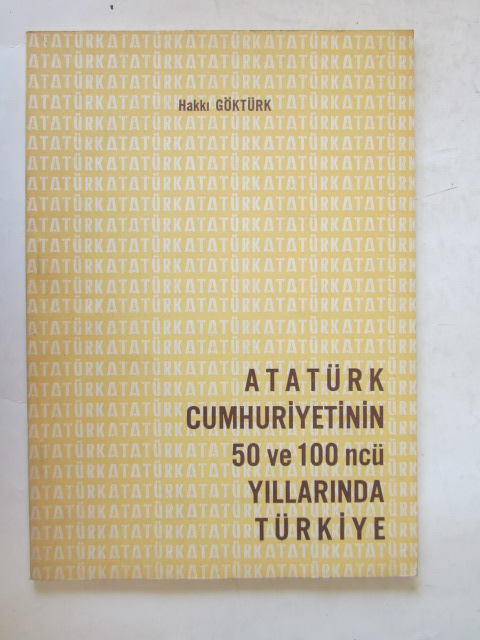 Hakkı GÖKTÜRK
ATATÜRK
CUMHURİYETİNİN
50 ve 100 ncü
YILLARINDA
TÜRKİYE